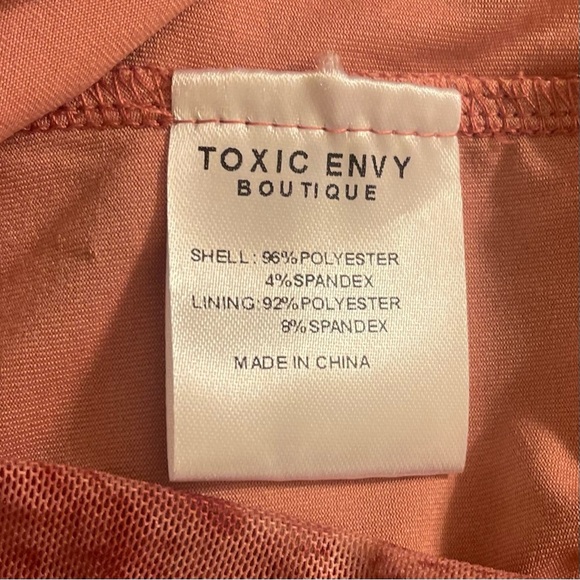 TOXIC ENVY
BOUTIQUE
SHELL: 96%POLYESTER
4%SPANDEX
LINING:92%POLYESTER
8%SPANDEX
MADE IN CHINA